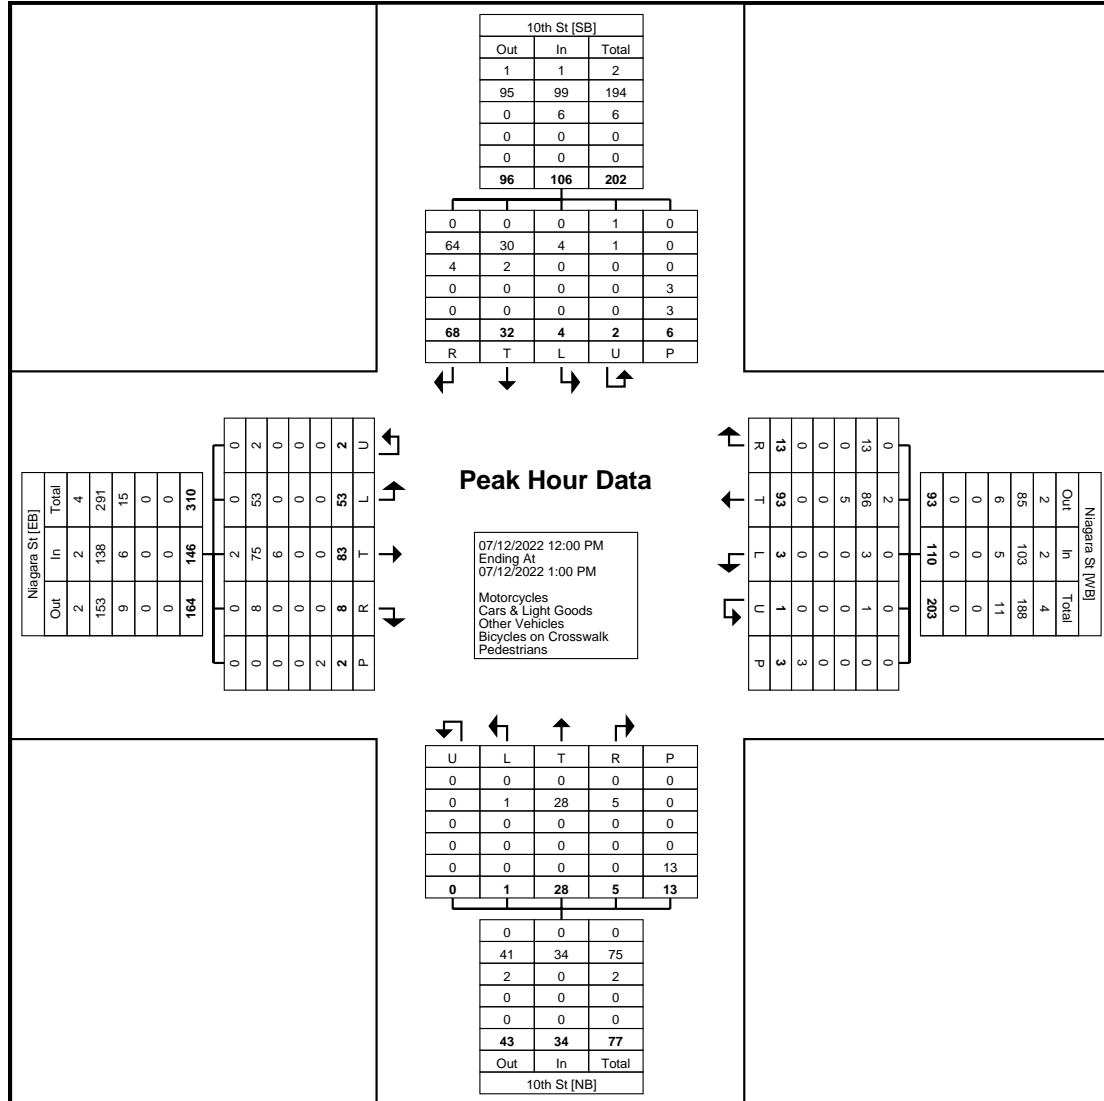 10th St [SB]
Out In Total
1 1 2
95 99 194
0 6 6
0 0 0
0 0 0
96 106 202
0 0 0 1 0
64 30 4 1 0
4 2 0 0 0
0 0 0 0 3
0 0 0 0 3
68 32 4 2 6
R T L U P
Niagara St [EB]
Total 4 291 15 0 0 310
In 2 138 6 0 0 146
Out 2 153 9 0 0 164
0 2 0 0 0 2 U
0 53 0 0 0 53 L
2 75 6 0 0 83 T
0 8 0 0 0 8 R
0 0 0 0 2 2 P
Peak Hour Data
07/12/2022 12:00 PM
Ending At
07/12/2022 1:00 PM
Motorcycles
Cars & Light Goods
Other Vehicles
Bicycles on Crosswalk
Pedestrians
R 13 0 0 0 13 0
T 93 0 0 5 86 2
L 3 0 0 0 3 0
U 1 0 0 0 1 0
P 3 3 0 0 0 0
93 0 0 6 85 2 Out
110 0 0 5 103 2 In
203 0 0 11 188 4 Total
Niagara St [WB]
U L T R P
0 0 0 0 0
0 1 28 5 0
0 0 0 0 0
0 0 0 0 0
0 0 0 0 13
0 1 28 5 13
0 0 0
41 34 75
2 0 2
0 0 0
0 0 0
43 34 77
Out In Total
10th St [NB]